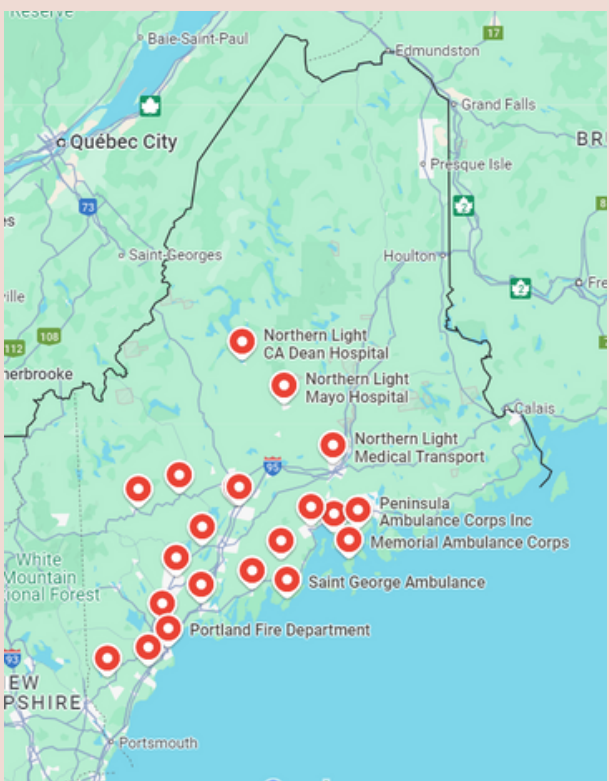 Reserve
Baie-Saint-Paul
17
Edmundston
Grand Falls
Québec City
BR
Presque Isle
73
2
8
es
Saint-Georges
Houlton
2
Fre
ville
108
112
Northern Light
CA Dean Hospital
herbrooke
Northern Light
Mayo Hospital
Calais
Northern Light
Medical Transport
95
Peninsula
Ambulance Corps Inc
Memorial Ambulance Corps
White
Mountain
ional Forest
Saint George Ambulance
Portland Fire Department
93
EW
PSHIRE
Portsmouth